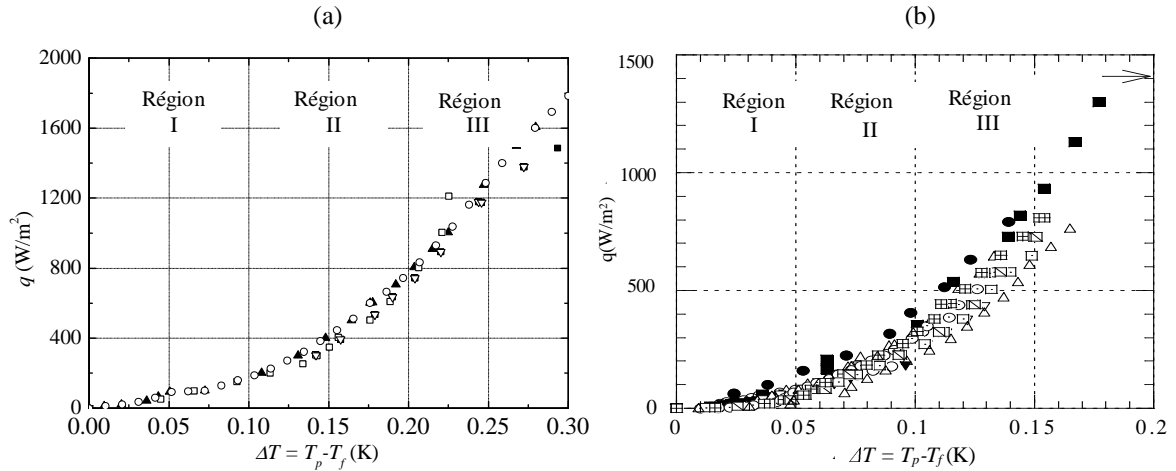 (a)
(b)
2000
1600
1200
800
400
0
q (W/m²)
Région
I
Région
II
Région
III
0.00
0.05
0.10
0.15
0.20
0.25
0.30
ΔT = Tp-Tf (K)
1500
1000
500
0
q(W/m²)
Région
I
Région
II
Région
III
0
0.05
0.1
0.15
0.2
ΔT = Tp-Tf (K)